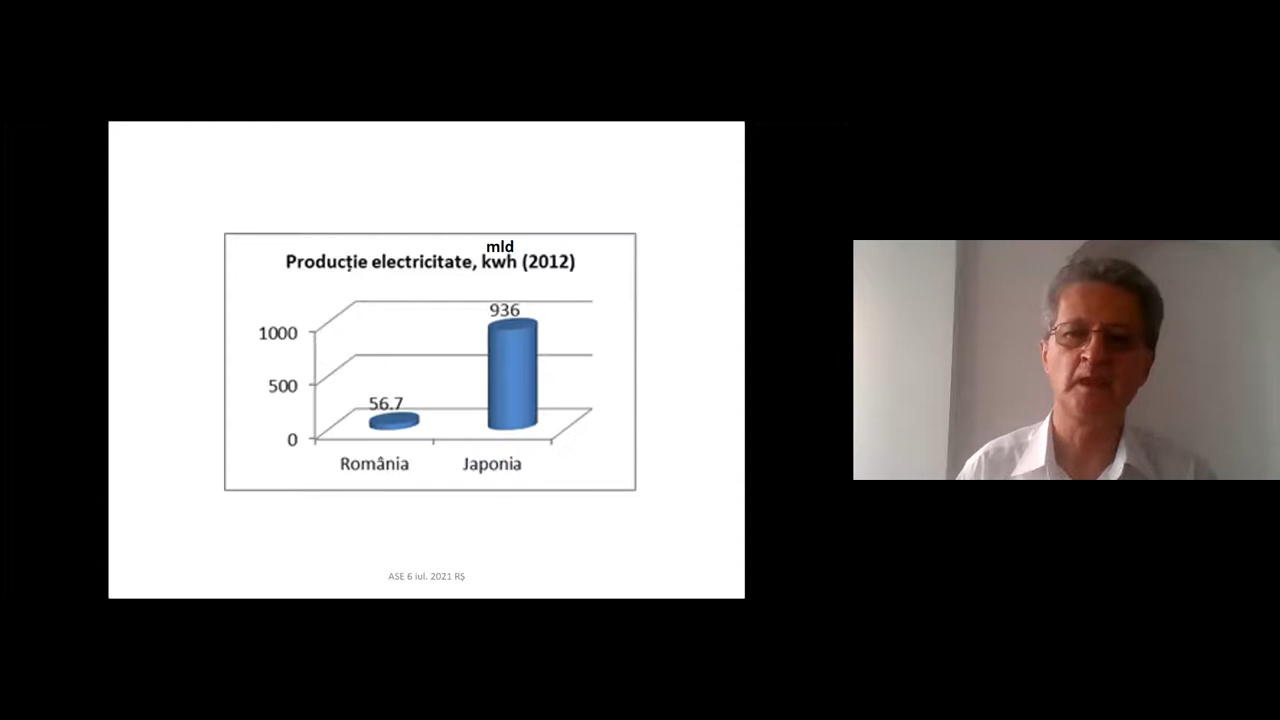 mld
Producție electricitate, kwh (2012)
936
1000
500
56.7
0
România Japonia
ASE 6 iul. 2021 RȘ